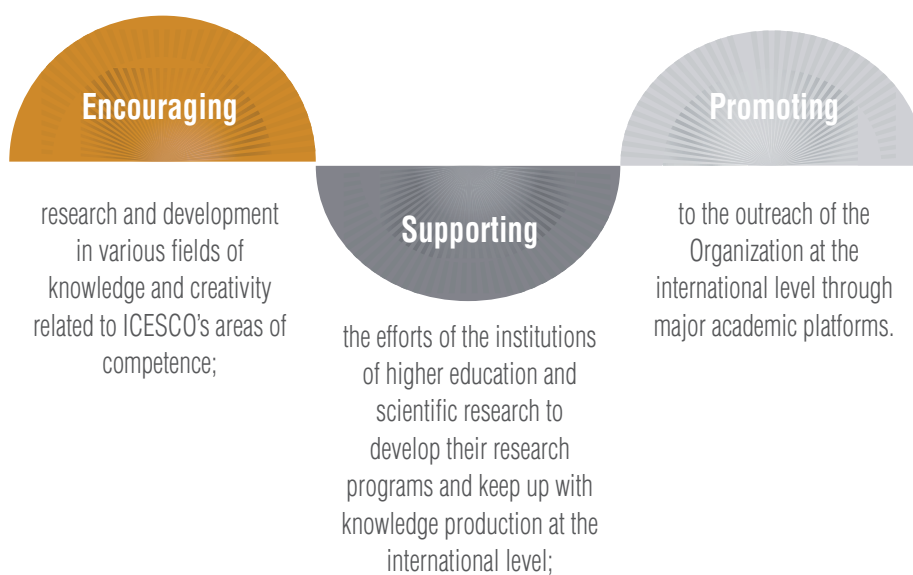 Encouraging
research and development
in various fields of
knowledge and creativity
related to ICESCO's areas of
competence;
Supporting
the efforts of the institutions
of higher education and
scientific research to
develop their research
programs and keep up with
knowledge production at the
international level;
Promoting
to the outreach of the
Organization at the
international level through
major academic platforms.